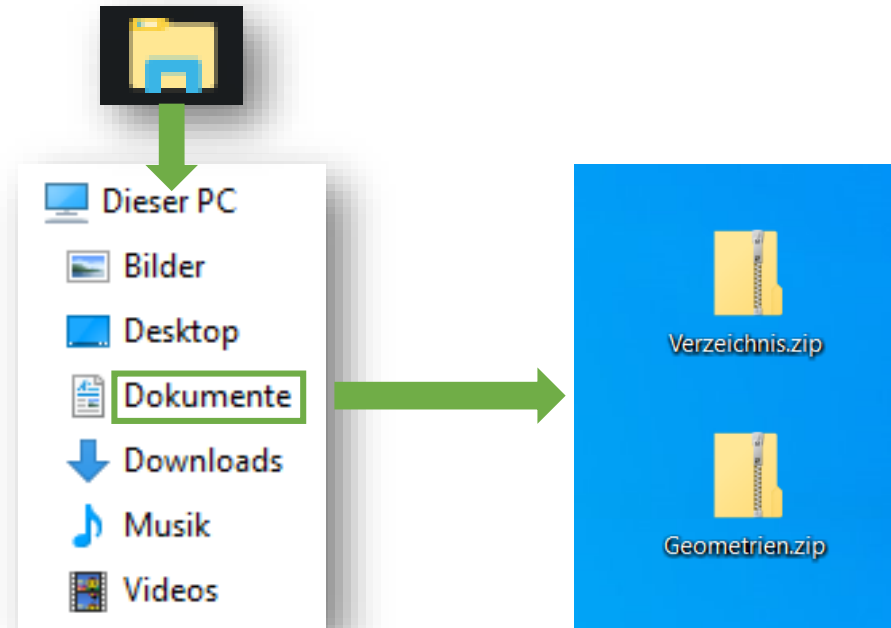 Dieser PC
Bilder
Desktop
Dokumente
Downloads
Musik
Videos
Verzeichnis.zip
Geometrien.zip